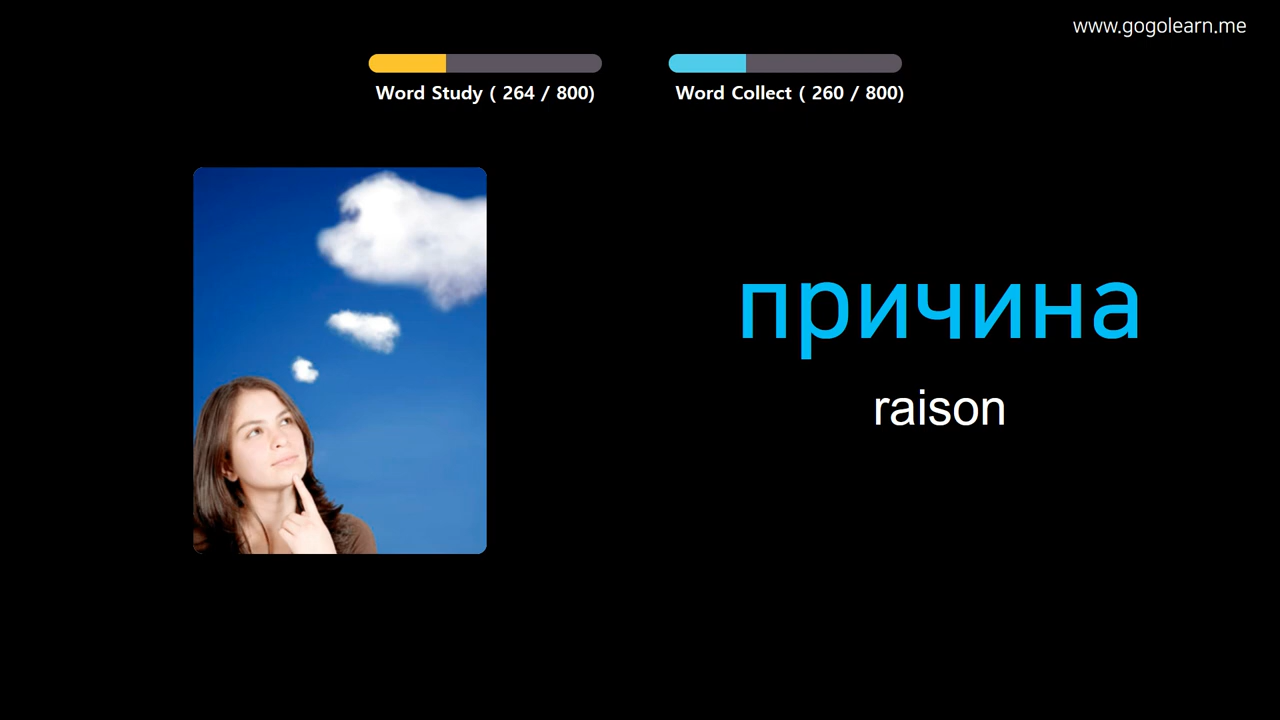 www.gogolearn.me
Word Study ( 264 / 800)
Word Collect ( 260 / 800)
причина
raison